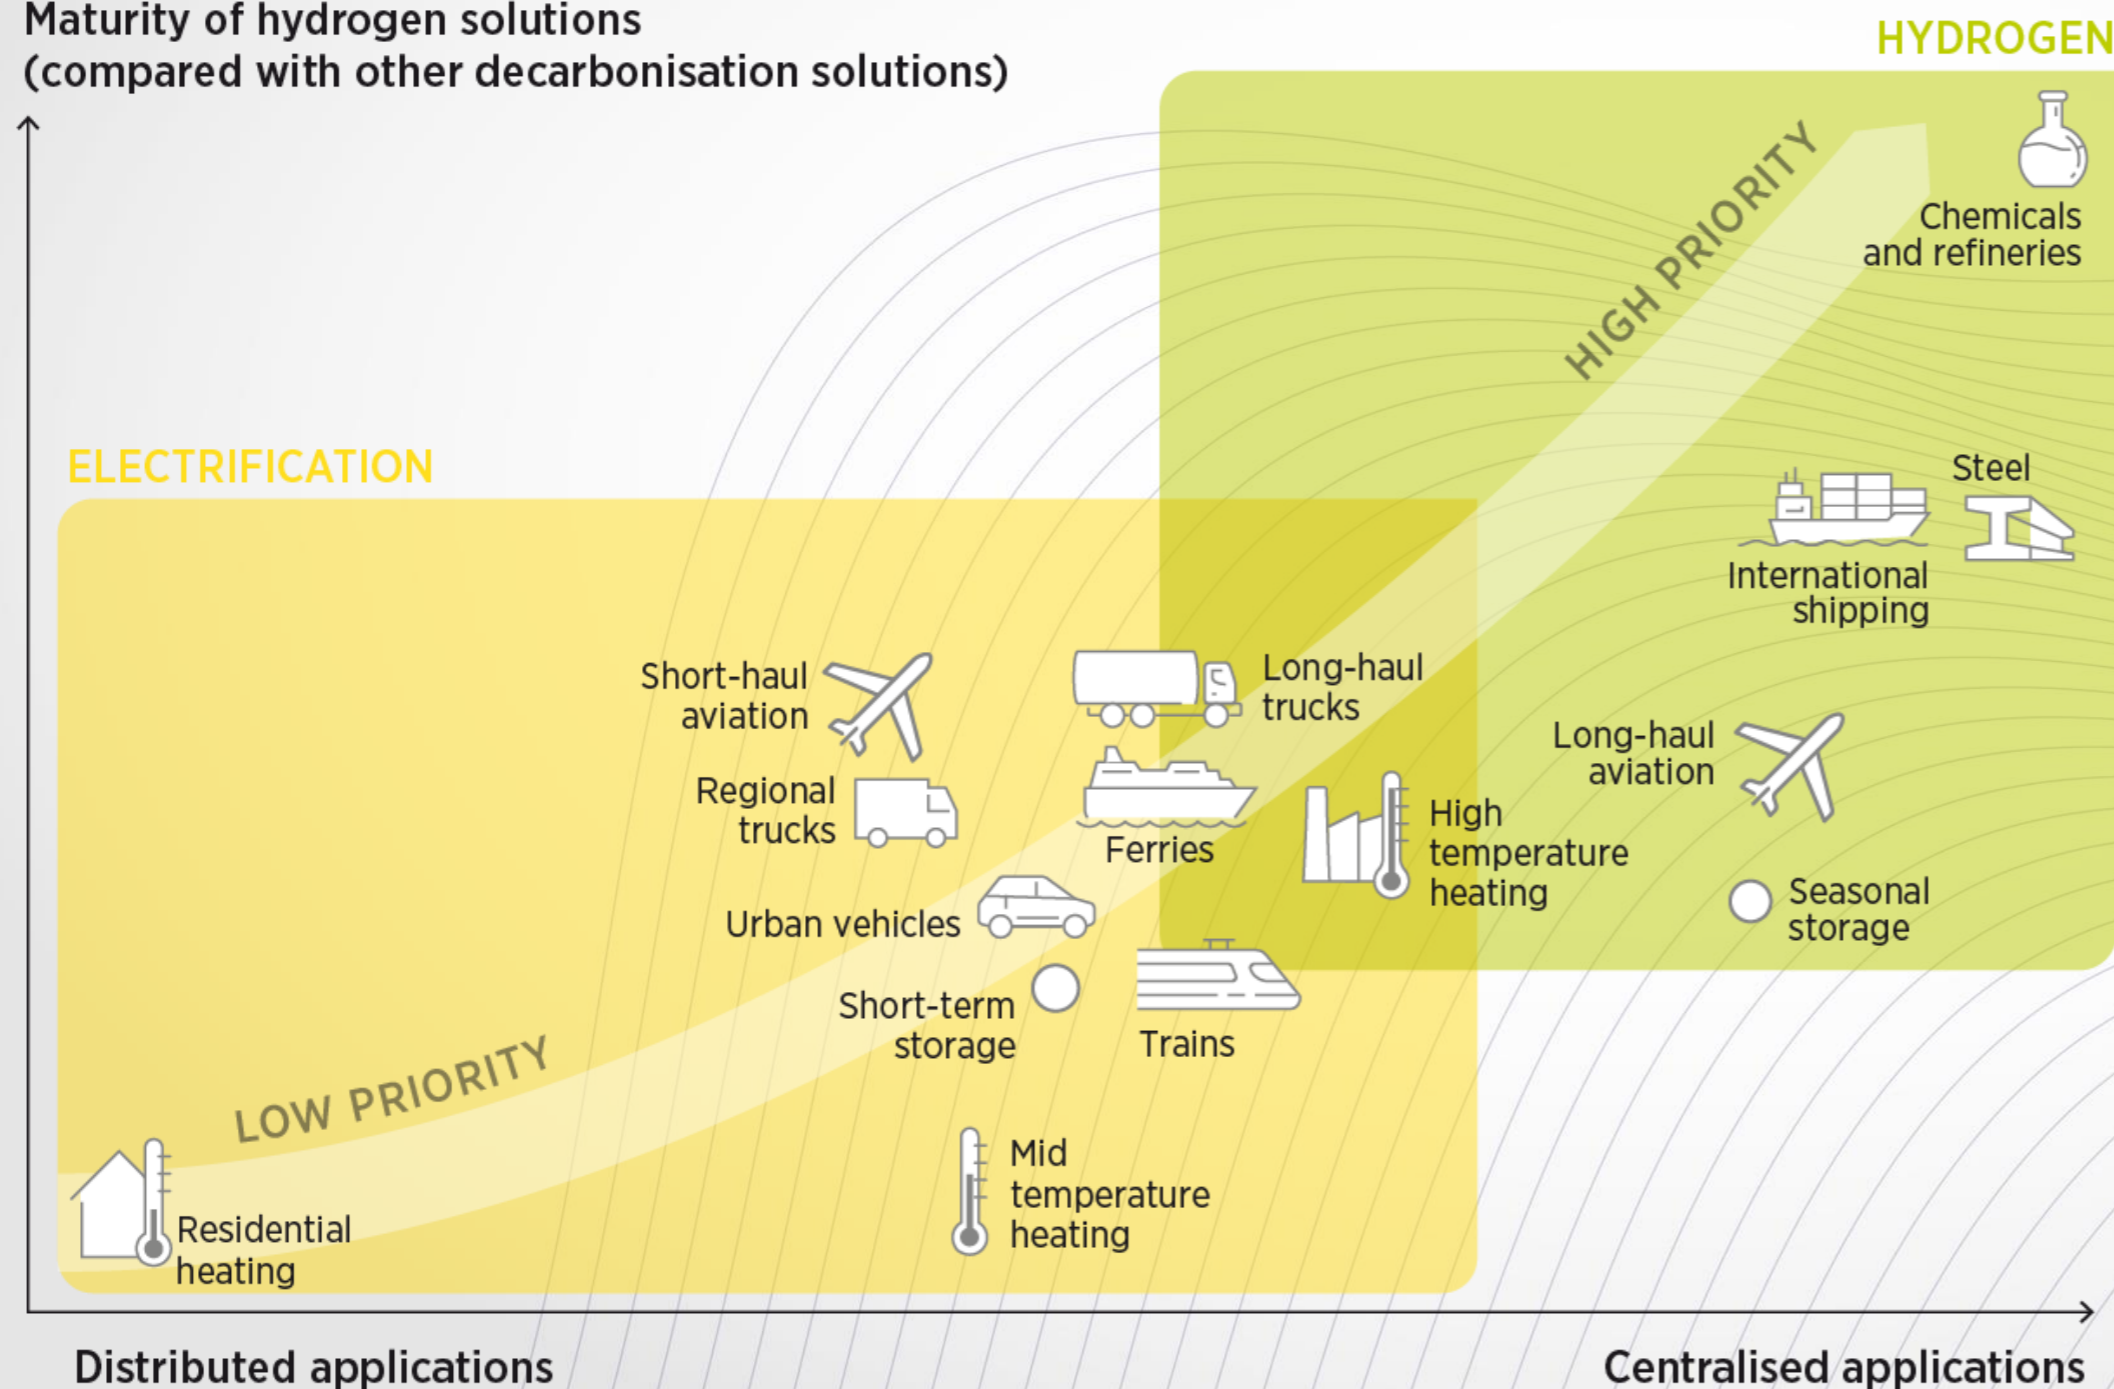 Maturity of hydrogen solutions
(compared with other decarbonisation solutions)
HYDROGEN
HIGH PRIORITY
Chemicals
and refineries
ELECTRIFICATION
Steel
International
shipping
Short-haul
aviation
Long-haul
trucks
Long-haul
aviation
Regional
trucks
Ferries
High
temperature
heating
Seasonal
storage
Urban vehicles
Short-term
storage
Trains
LOW PRIORITY
Mid
temperature
heating
Residential
heating
Distributed applications
Centralised applications